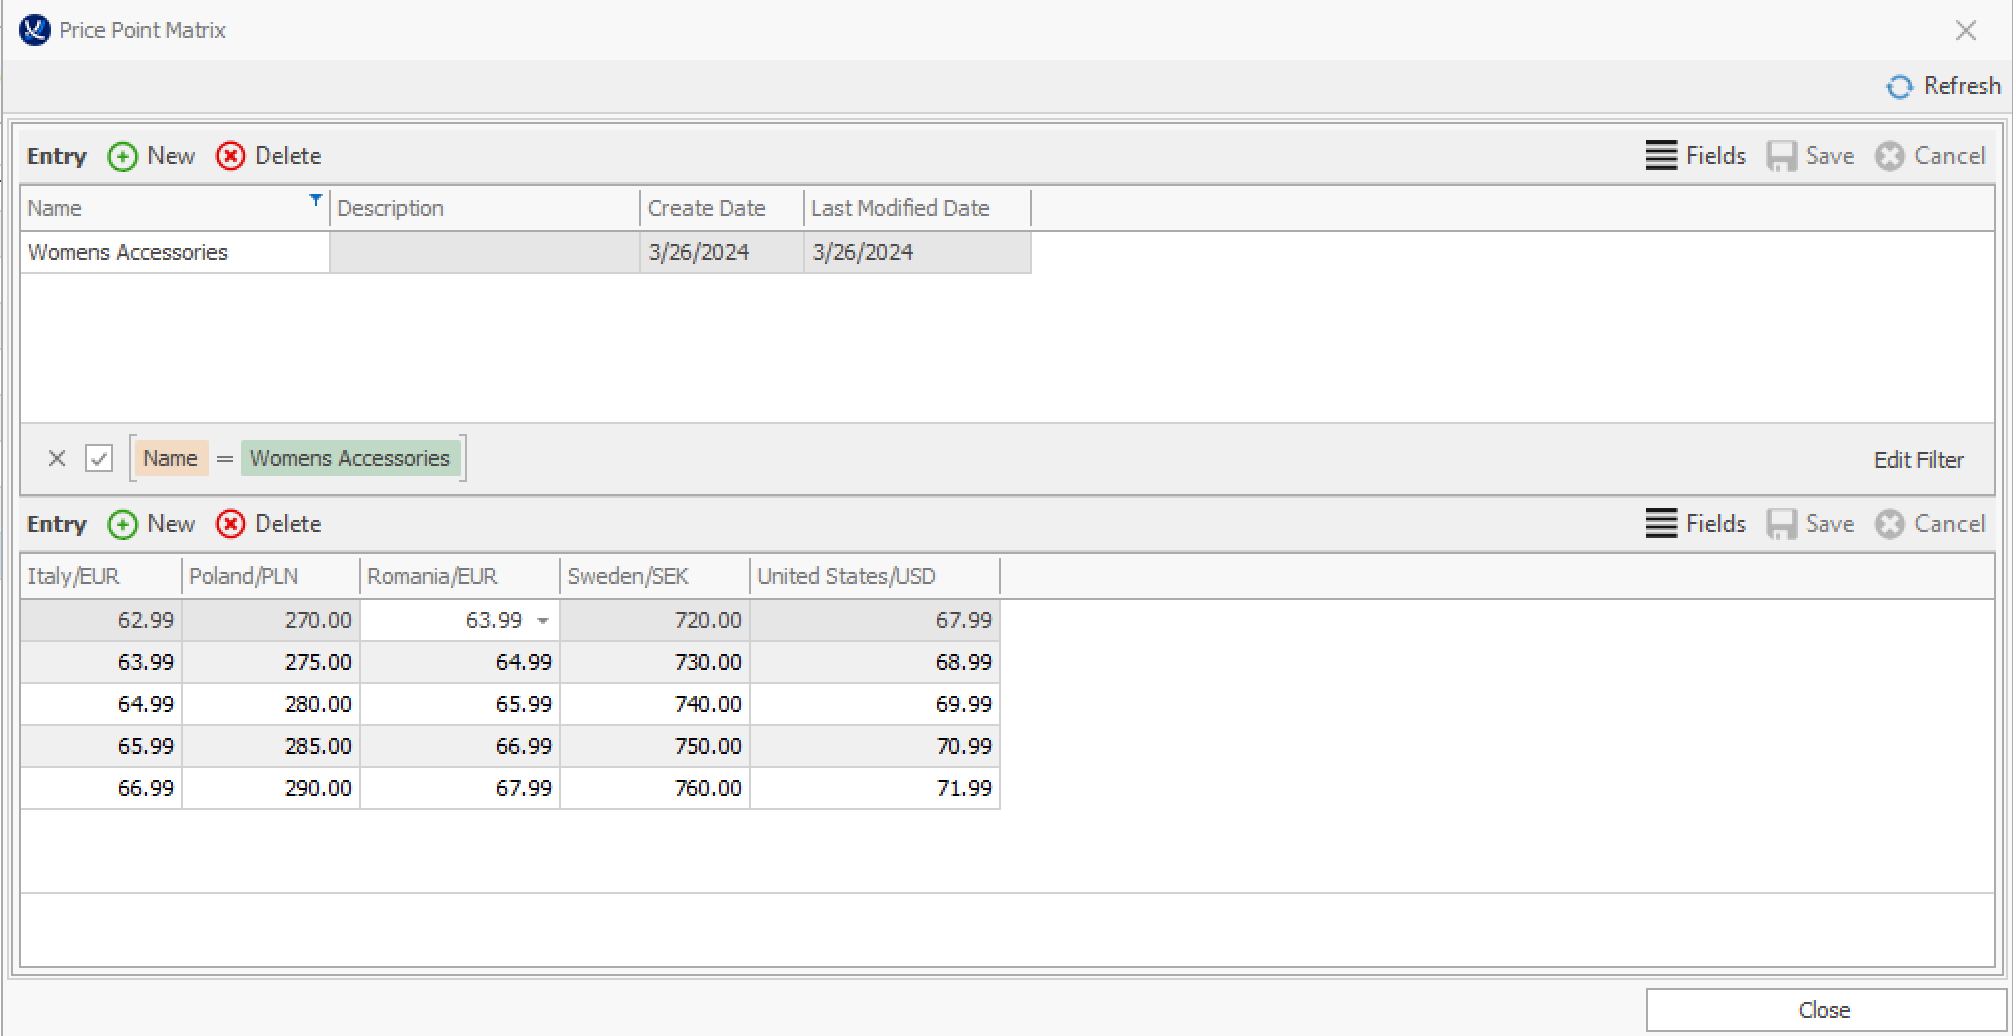 Price Point Matrix
Refresh
Entry New Delete Fields Save Cancel
Name Description Create Date Last Modified Date
Womens Accessories 3/26/2024 3/26/2024
Name = Womens Accessories Edit Filter
Entry New Delete Fields Save Cancel
Italy/EUR Poland/PLN Romania/EUR Sweden/SEK United States/USD
62.99 270.00 63.99 720.00 67.99
63.99 275.00 64.99 730.00 68.99
64.99 280.00 65.99 740.00 69.99
65.99 285.00 66.99 750.00 70.99
66.99 290.00 67.99 760.00 71.99
Close